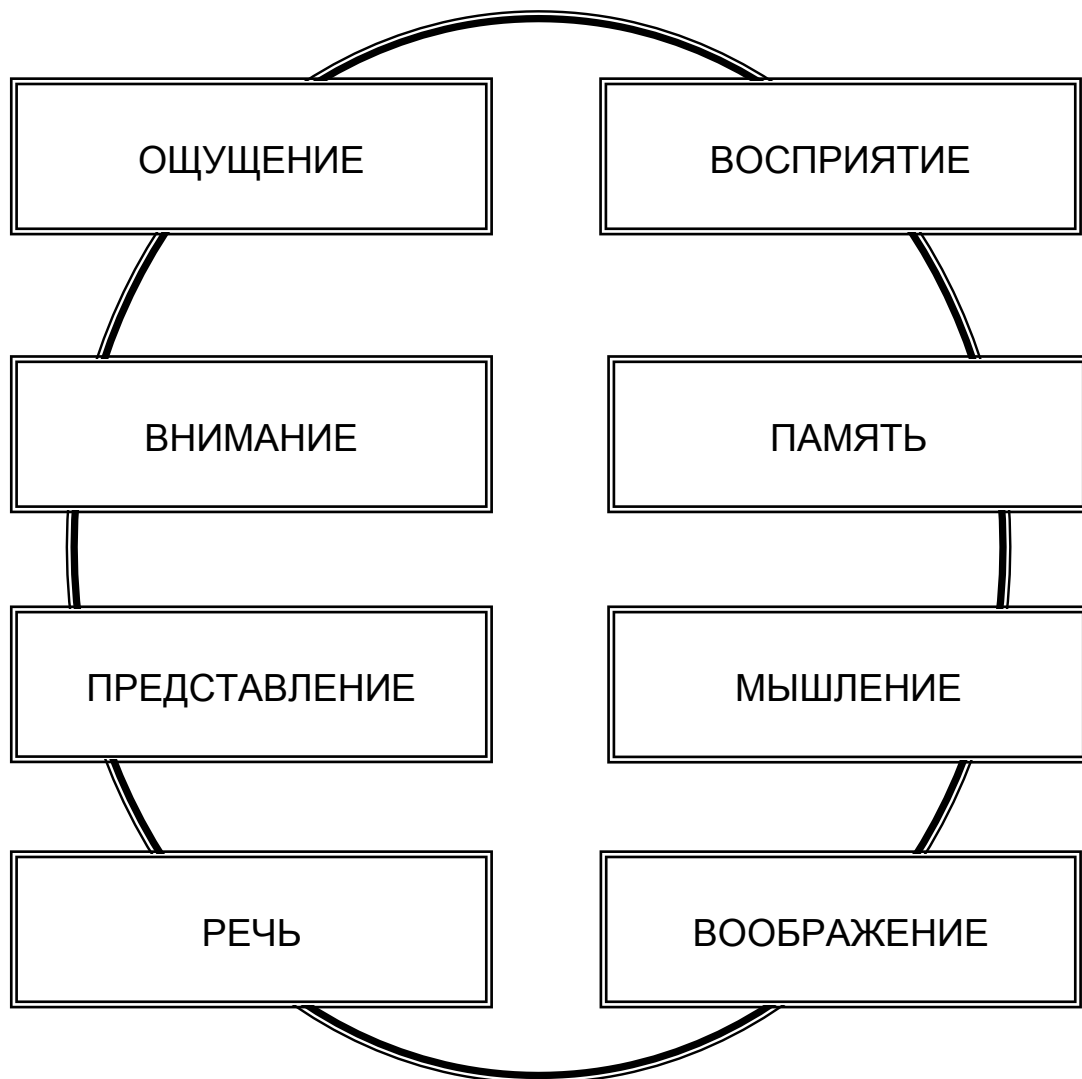 ОЩУЩЕНИЕ
ВОСПРИЯТИЕ
ВНИМАНИЕ
ПАМЯТЬ
ПРЕДСТАВЛЕНИЕ
МЫШЛЕНИЕ
РЕЧЬ
ВООБРАЖЕНИЕ